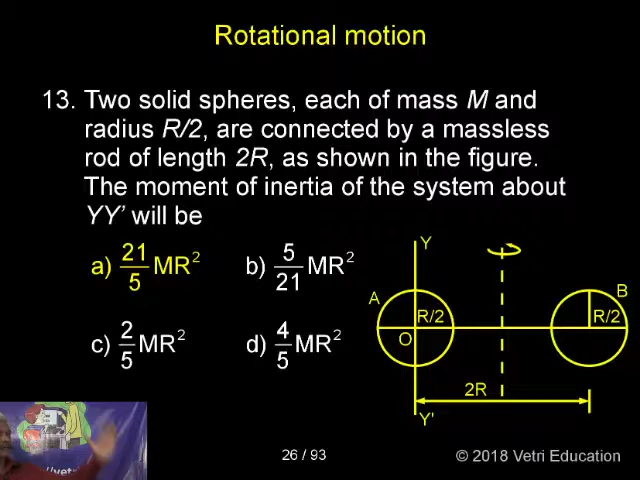 Rotational motion
13. Two solid spheres, each of mass M and
radius R/2, are connected by a massless
rod of length 2R, as shown in the figure.
The moment of inertia of the system about
YY' will be
a) 21/5 MR² b) 5/21 MR²
c) 2/5 MR² d) 4/5 MR²
Y
A
B
R/2
R/2
O
2R
Y'
26 / 93
© 2018 Vetri Education